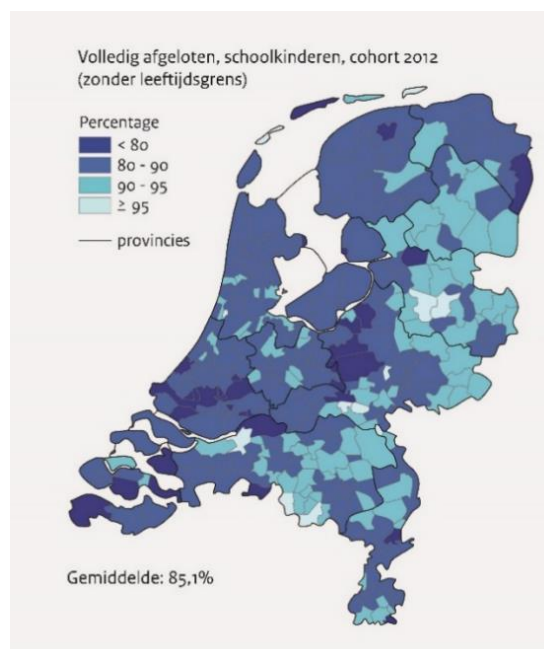 Volledig afgeloten, schoolkinderen, cohort 2012
(zonder leeftijdsgrens)
Percentage
< 80
80 - 90
90 - 95
≥ 95
provincies
Gemiddelde: 85,1%